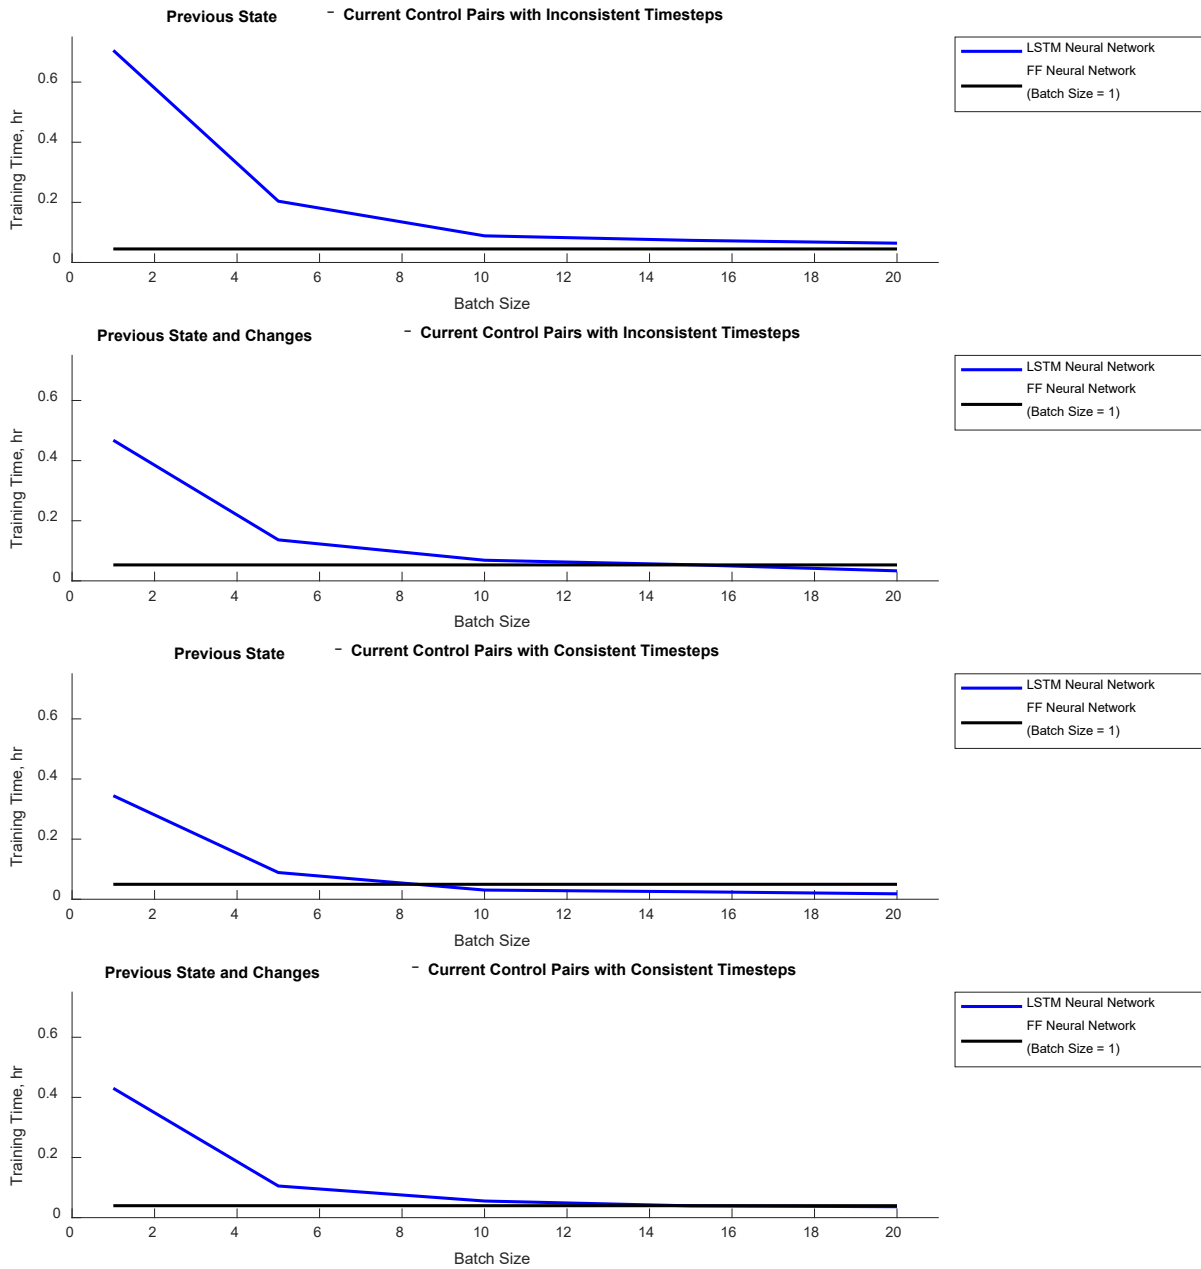 Previous State - Current Control Pairs with Inconsistent Timesteps
LSTM Neural Network
FF Neural Network
(Batch Size = 1)
Training Time, hr
0.6
0.4
0.2
0
0 2 4 6 8 10 12 14 16 18 20
Batch Size
Previous State and Changes - Current Control Pairs with Inconsistent Timesteps
LSTM Neural Network
FF Neural Network
(Batch Size = 1)
Training Time, hr
0.6
0.4
0.2
0
0 2 4 6 8 10 12 14 16 18 20
Batch Size
Previous State - Current Control Pairs with Consistent Timesteps
LSTM Neural Network
FF Neural Network
(Batch Size = 1)
Training Time, hr
0.6
0.4
0.2
0
0 2 4 6 8 10 12 14 16 18 20
Batch Size
Previous State and Changes - Current Control Pairs with Consistent Timesteps
LSTM Neural Network
FF Neural Network
(Batch Size = 1)
Training Time, hr
0.6
0.4
0.2
0
0 2 4 6 8 10 12 14 16 18 20
Batch Size